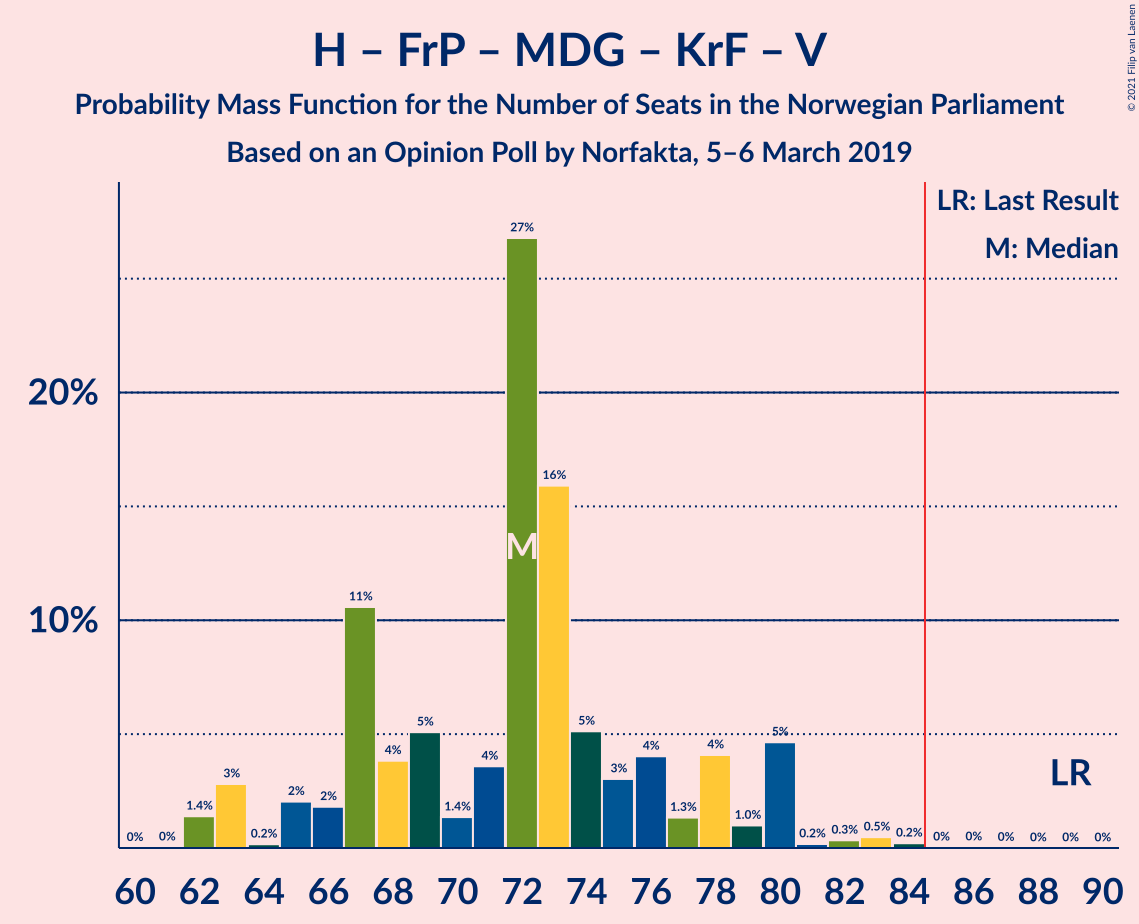 H – FrP – MDG – KrF – V
Probability Mass Function for the Number of Seats in the Norwegian Parliament
Based on an Opinion Poll by Norfakta, 5–6 March 2019
© 2021 Filip van Laenen
LR: Last Result
M: Median
20%
10%
0% 0% 1.4% 3% 0.2% 2% 2% 11% 4% 5% 1.4% 4% 27% 16% 5% 3% 4% 1.3% 4% 1.0% 5% 0.2% 0.3% 0.5% 0.2% 0% 0% 0% 0% 0% 0%
M
LR
60 62 64 66 68 70 72 74 76 78 80 82 84 86 88 90